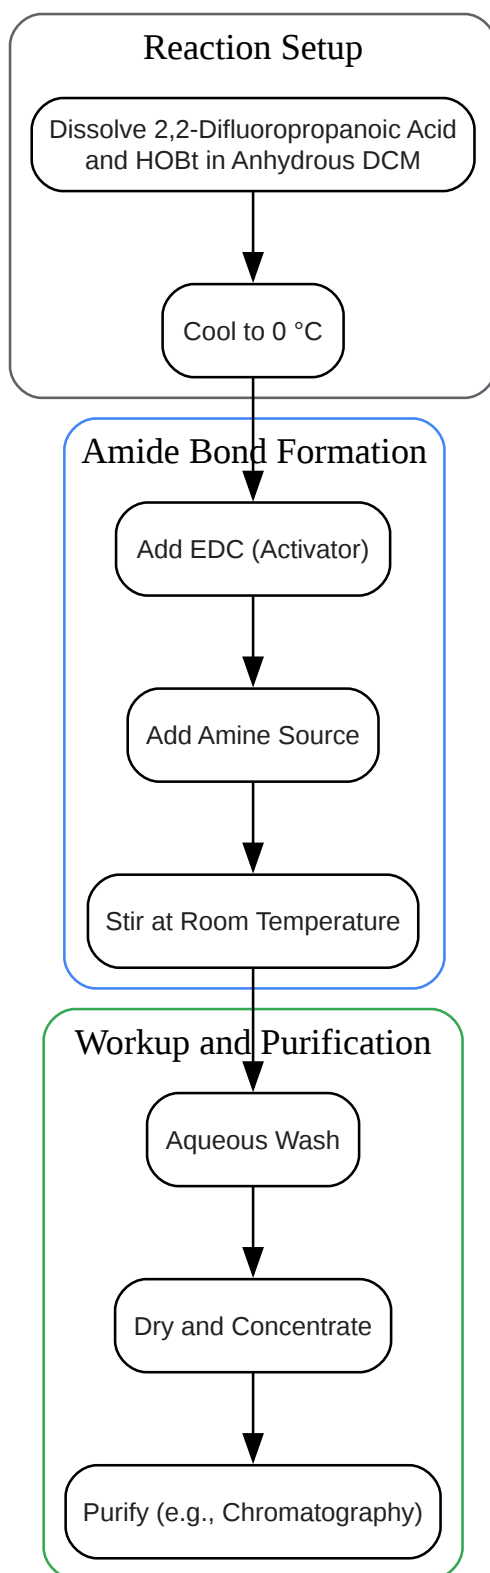 Reaction Setup
Dissolve 2,2-Difluoropropanoic Acid
and HOBt in Anhydrous DCM
Cool to 0 °C
Amide Bond Formation
Add EDC (Activator)
Add Amine Source
Stir at Room Temperature
Workup and Purification
Aqueous Wash
Dry and Concentrate
Purify (e.g., Chromatography)